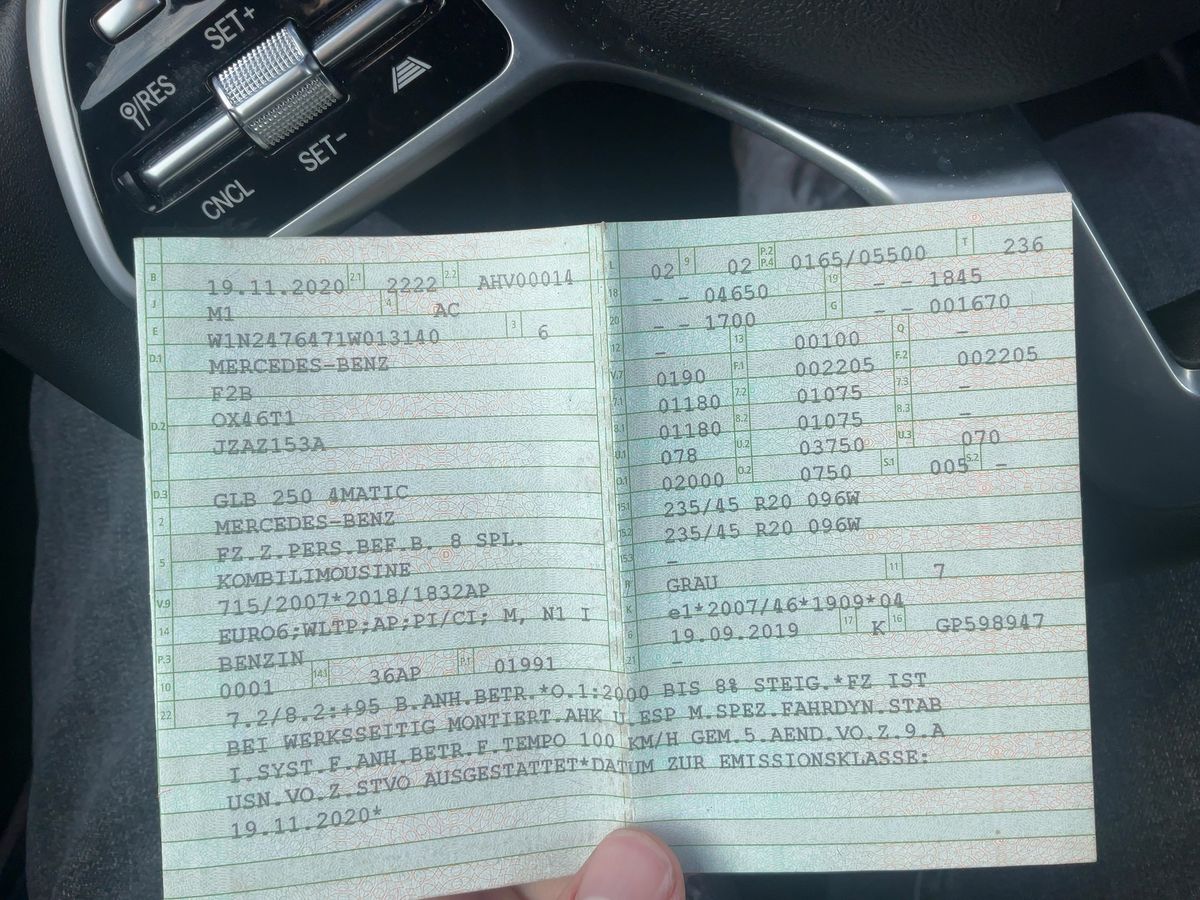 SET+
/RES
SET-
CNCL
B 19.11.2020 2.1 2222 2.2 AHV00014
J M1 4 AC
E W1N2476471W013140 3 6
D.1 MERCEDES-BENZ
F2B
D.2 OX46T1
JZAZ153A
D.3 GLB 250 4MATIC
2 MERCEDES-BENZ
5 FZ.Z.PERS.BEF.B. 8 SPL.
KOMBILIMOUSINE
V.9 715/2007*2018/1832AP
14 EURO6;WLTP;AP;PI/CI; M, N1 I
P.3 BENZIN
10 0001 14.1 36AP P.1 01991
L 02 9 02 P.2 P.4 0165/05500 T 236
18 - - 04650 19 - - 1845
20 - - 1700 G - - 001670
12 - 13 00100 Q -
V.7 0190 F.1 002205 F.2 002205
7.1 01180 7.2 01075 7.3 -
8.1 01180 8.2 01075 8.3 -
U.1 078 U.2 03750 U.3 070
O.1 02000 O.2 0750 S.1 005 S.2 -
15.1 235/45 R20 096W
15.2 235/45 R20 096W
15.3 -
R GRAU 11 7
K e1*2007/46*1909*04
6 19.09.2019 17 K 16 GP598947
21 -
22 7.2/8.2:+95 B.ANH.BETR.*O.1:2000 BIS 8% STEIG.*FZ IST
BEI WERKSSEITIG MONTIERT.AHK U.ESP M.SPEZ.FAHRDYN.STAB
I.SYST.F.ANH.BETR.F.TEMPO 100 KM/H GEM.5.AEND.VO.Z.9.A
USN.VO.Z.STVO AUSGESTATTET*DATUM ZUR EMISSIONSKLASSE:
19.11.2020*